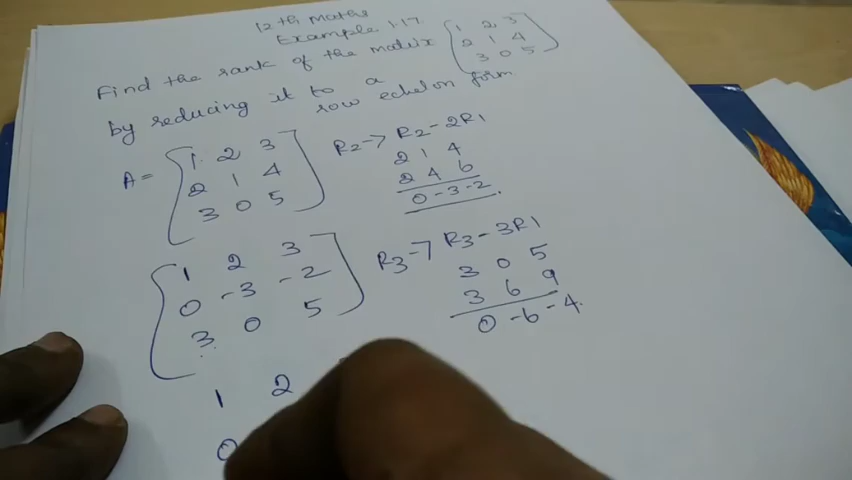 12th Maths
Example 1.17
Find the rank of the matrix [1 2 3
2 1 4
3 0 5]
by reducing it to a row echelon form
A = [1 2 3
2 1 4
3 0 5]
R2→ R2-2R1
2 1 4
2 4 6
0 -3 -2
[1 2 3
0 -3 -2
3 0 5]
R3→ R3-3R1
3 0 5
3 6 9
0 -6 -4
1 2
0